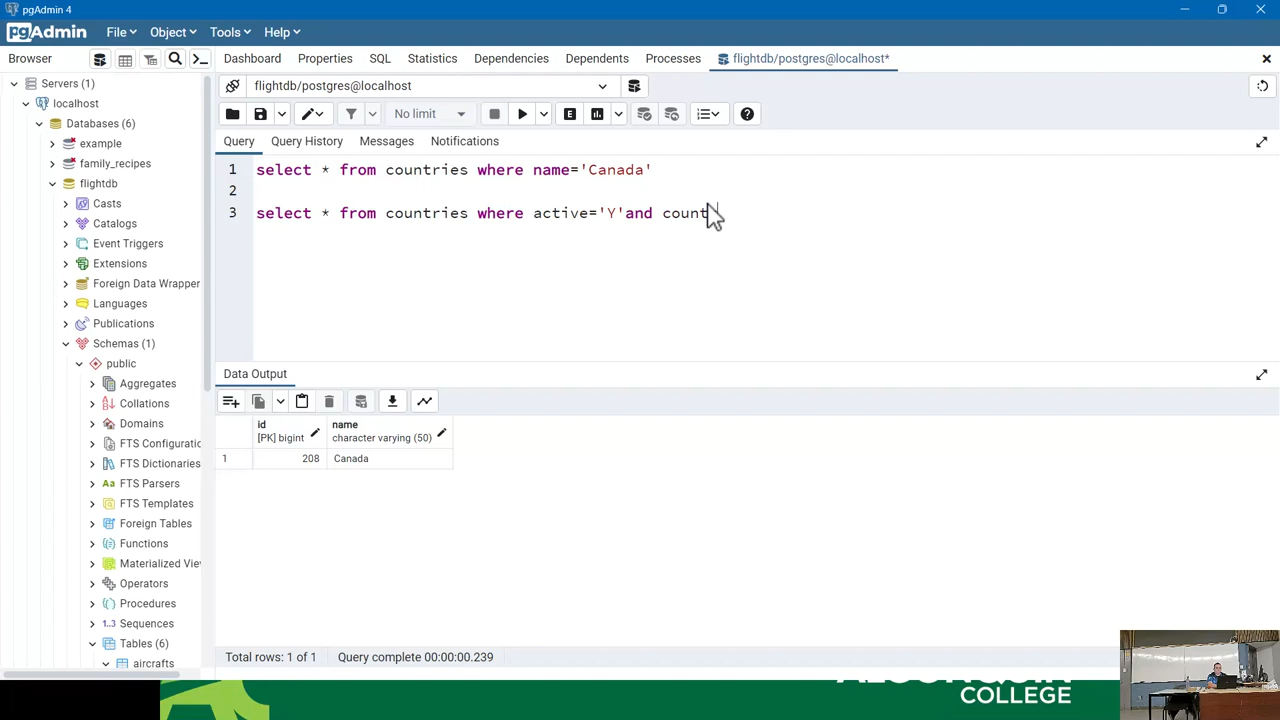 pgAdmin 4
pgAdmin
File
Object
Tools
Help
Browser
Dashboard
Properties
SQL
Statistics
Dependencies
Dependents
Processes
flightdb/postgres@localhost*
Servers (1)
localhost
Databases (6)
example
family_recipes
flightdb
Casts
Catalogs
Event Triggers
Extensions
Foreign Data Wrapper
Languages
Publications
Schemas (1)
public
Aggregates
Collations
Domains
FTS Configuratio
FTS Dictionaries
Aa FTS Parsers
FTS Templates
Foreign Tables
Functions
Materialized Vie
Operators
Procedures
1..3 Sequences
Tables (6)
aircrafts
flightdb/postgres@localhost
No limit
Query
Query History
Messages
Notifications
1 select * from countries where name='Canada'
2
3 select * from countries where active='Y'and count
Data Output
id
[PK] bigint
name
character varying (50)
1 208 Canada
Total rows: 1 of 1
Query complete 00:00:00.239
COLLEGE